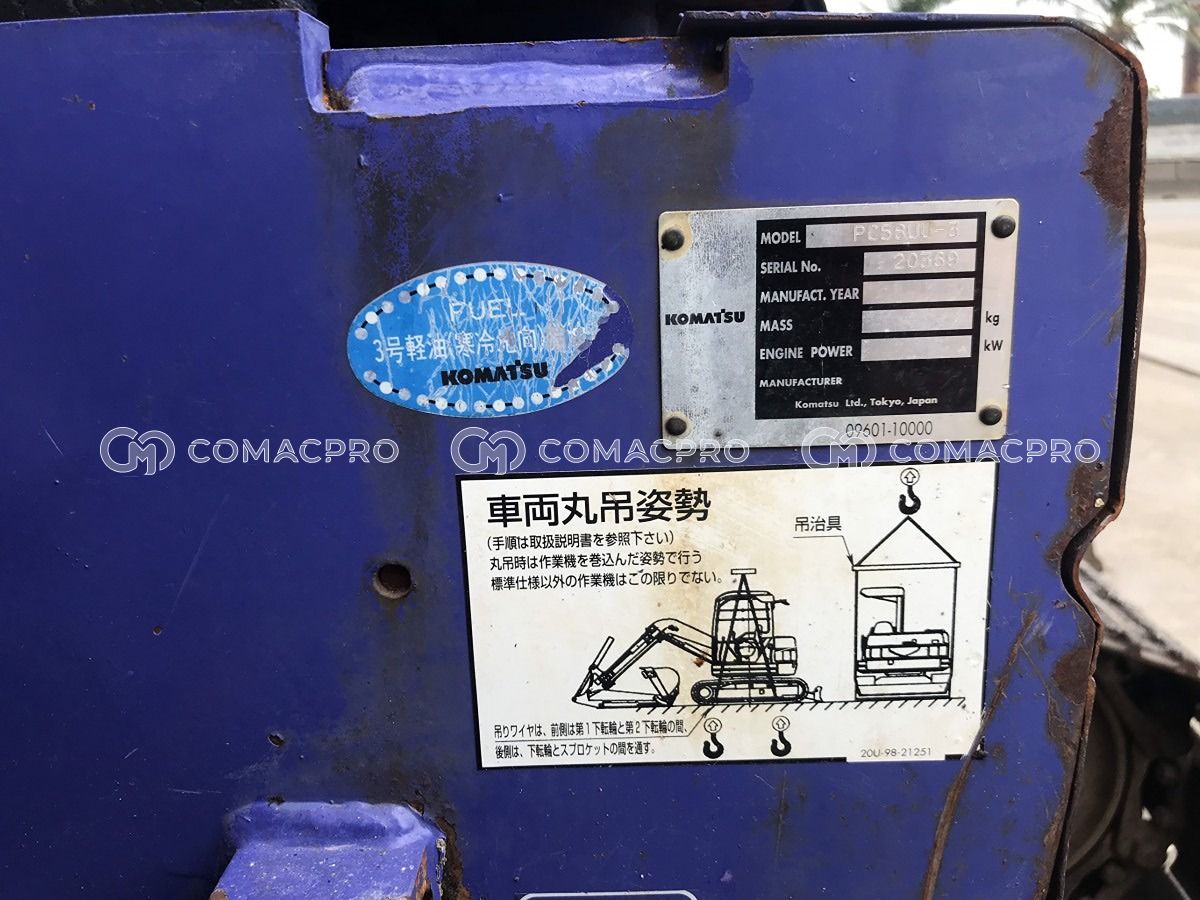 MODEL PC58UU-3
SERIAL No. 20569
MANUFACT. YEAR
MASS kg
ENGINE POWER kW
MANUFACTURER
Komatsu Ltd., Tokyo, Japan
KOMATSU
09601-10000
FUEL
3号軽油(寒冷
KOMATSU
COMACPRO COMACPRO COMACPRO
車両丸吊姿勢
(手順は取扱説明書を参照下さい)
丸吊時は作業機を巻込んだ姿勢で行う
標準仕様以外の作業機はこの限りでない。
吊治具
吊りワイヤは、前側は第1下転輪と第2下転輪の間、
後側は、下転輪とスプロケットの間を通す。
20U-98-21251